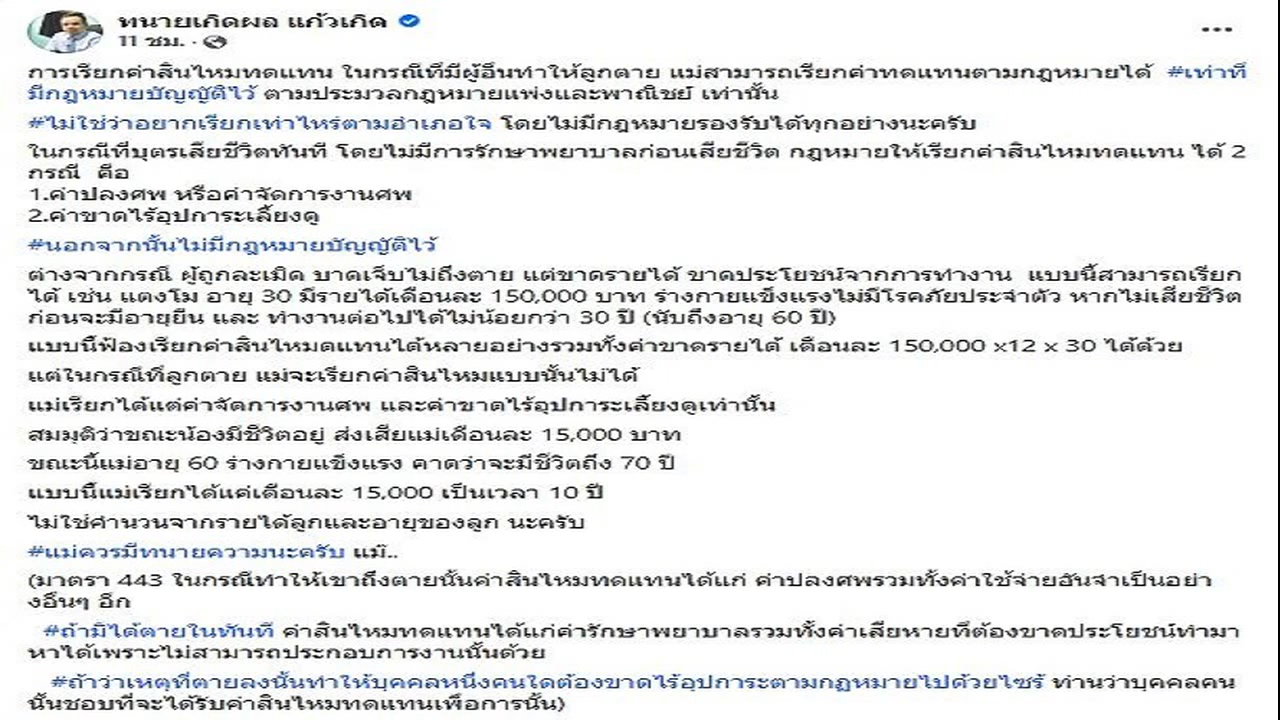 ทนายเกิดผล แก้วเกิด
11 ชม. ·
การเรียกค่าสินไหมทดแทน ในกรณีที่มีผู้อื่นทำให้ลูกตาย แม่สามารถเรียกค่าทดแทนตามกฎหมายได้ #เท่าที่
มีกฎหมายบัญญัติไว้ ตามประมวลกฎหมายแพ่งและพาณิชย์ เท่านั้น
#ไม่ใช่ว่าอยากเรียกเท่าไหร่ตามอำเภอใจ โดยไม่มีกฎหมายรองรับได้ทุกอย่างนะครับ
ในกรณีที่บุตรเสียชีวิตทันที โดยไม่มีการรักษาพยาบาลก่อนเสียชีวิต กฎหมายให้เรียกค่าสินไหมทดแทน ได้ 2
กรณี คือ
1.ค่าปลงศพ หรือค่าจัดการงานศพ
2.ค่าขาดไร้อุปการะเลี้ยงดู
#นอกจากนั้นไม่มีกฎหมายบัญญัติไว้
ต่างจากกรณี ผู้ถูกละเมิด บาดเจ็บไม่ถึงตาย แต่ขาดรายได้ ขาดประโยชน์จากการทำงาน แบบนี้สามารถเรียก
ได้ เช่น แตงโม อายุ 30 มีรายได้เดือนละ 150,000 บาท ร่างกายแข็งแรงไม่มีโรคภัยประจำตัว หากไม่เสียชีวิต
ก่อนจะมีอายุยืน และ ทำงานต่อไปได้ไม่น้อยกว่า 30 ปี (นับถึงอายุ 60 ปี)
แบบนี้ฟ้องเรียกค่าสินไหมดแทนได้หลายอย่างรวมทั้งค่าขาดรายได้ เดือนละ 150,000 x12 x 30 ได้ด้วย
แต่ในกรณีที่ลูกตาย แม่จะเรียกค่าสินไหมแบบนั้นไม่ได้
แม่เรียกได้แต่ค่าจัดการงานศพ และค่าขาดไร้อุปการะเลี้ยงดูเท่านั้น
สมมุติว่าขณะน้องมีชีวิตอยู่ ส่งเสียแม่เดือนละ 15,000 บาท
ขณะนี้แม่อายุ 60 ร่างกายแข็งแรง คาดว่าจะมีชีวิตถึง 70 ปี
แบบนี้แม่เรียกได้แค่เดือนละ 15,000 เป็นเวลา 10 ปี
ไม่ใช่คำนวนจากรายได้ลูกและอายุของลูก นะครับ
#แม่ควรมีทนายความนะครับ แม๊..
(มาตรา 443 ในกรณีทำให้เขาถึงตายนั้นค่าสินไหมทดแทนได้แก่ ค่าปลงศพรวมทั้งค่าใช้จ่ายอันจำเป็นอย่า
งอื่นๆ อีก
#ถ้ามิได้ตายในทันที ค่าสินไหมทดแทนได้แก่ค่ารักษาพยาบาลรวมทั้งค่าเสียหายที่ต้องขาดประโยชน์ทำมา
หาได้เพราะไม่สามารถประกอบการงานนั้นด้วย
#ถ้าว่าเหตุที่ตายลงนั้นทำให้บุคคลหนึ่งคนใดต้องขาดไร้อุปการะตามกฎหมายไปด้วยไซร้ ท่านว่าบุคคลคน
นั้นชอบที่จะได้รับค่าสินไหมทดแทนเพื่อการนั้น)